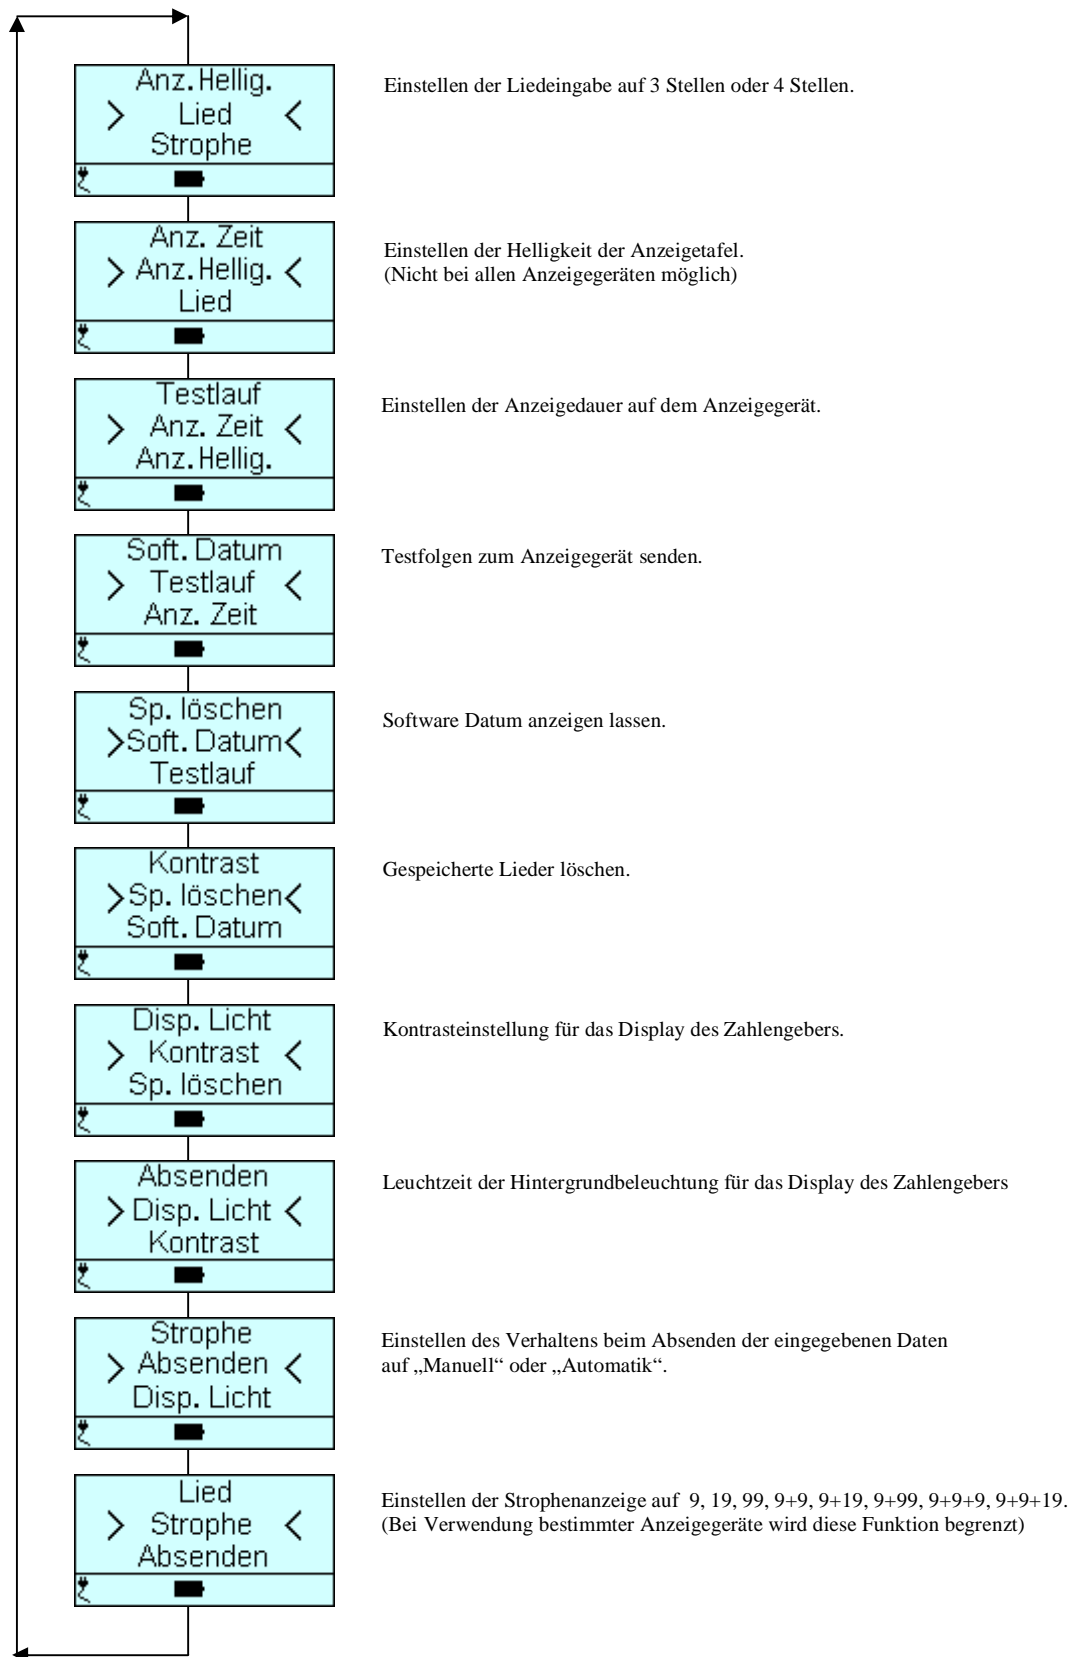 Anz.Hellig.
> Lied <
Strophe
Einstellen der Liedeingabe auf 3 Stellen oder 4 Stellen.
Anz. Zeit
> Anz.Hellig. <
Lied
Einstellen der Helligkeit der Anzeigetafel.
(Nicht bei allen Anzeigegeräten möglich)
Testlauf
> Anz. Zeit <
Anz.Hellig.
Einstellen der Anzeigedauer auf dem Anzeigegerät.
Soft. Datum
> Testlauf <
Anz. Zeit
Testfolgen zum Anzeigegerät senden.
Sp. löschen
>Soft. Datum<
Testlauf
Software Datum anzeigen lassen.
Kontrast
>Sp. löschen<
Soft. Datum
Gespeicherte Lieder löschen.
Disp. Licht
> Kontrast <
Sp. löschen
Kontrasteinstellung für das Display des Zahlengebers.
Absenden
> Disp. Licht <
Kontrast
Leuchtzeit der Hintergrundbeleuchtung für das Display des Zahlengebers
Strophe
> Absenden <
Disp. Licht
Einstellen des Verhaltens beim Absenden der eingegebenen Daten
auf „Manuell“ oder „Automatik“.
Lied
> Strophe <
Absenden
Einstellen der Strophenanzeige auf 9, 19, 99, 9+9, 9+19, 9+99, 9+9+9, 9+9+19.
(Bei Verwendung bestimmter Anzeigegeräte wird diese Funktion begrenzt)